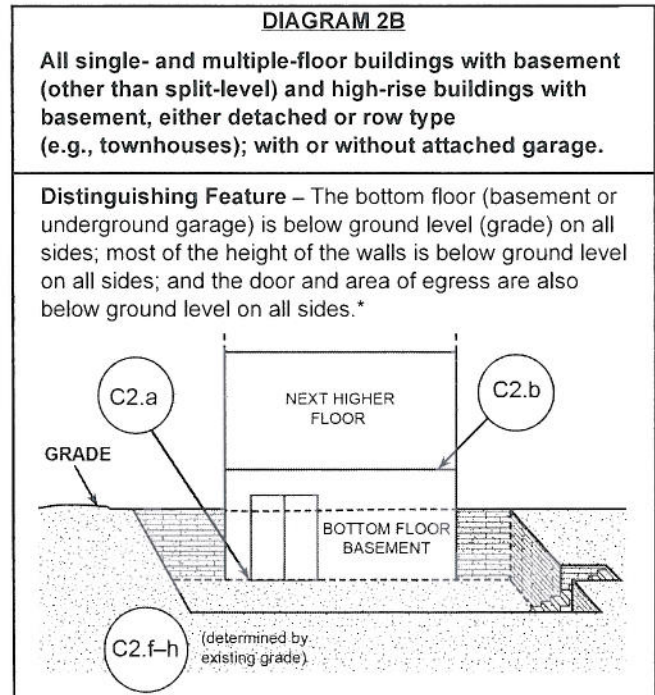 DIAGRAM 2B
All single- and multiple-floor buildings with basement
(other than split-level) and high-rise buildings with
basement, either detached or row type
(e.g., townhouses); with or without attached garage.
Distinguishing Feature – The bottom floor (basement or
underground garage) is below ground level (grade) on all
sides; most of the height of the walls is below ground level
on all sides; and the door and area of egress are also
below ground level on all sides.*
C2.a
NEXT HIGHER
FLOOR
C2.b
GRADE
BOTTOM FLOOR
BASEMENT
C2.f–h
(determined by
existing grade)